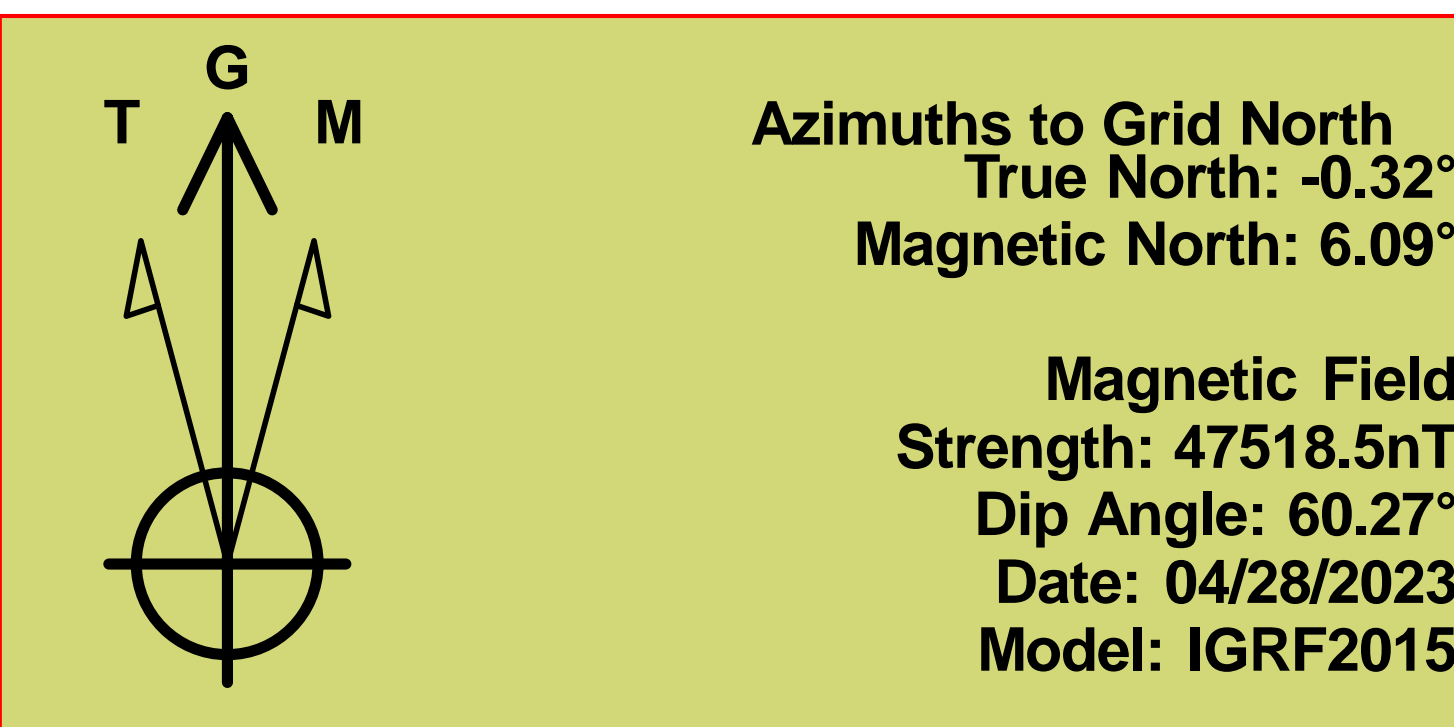 G
T M
Azimuths to Grid North
True North: -0.32°
Magnetic North: 6.09°
Magnetic Field
Strength: 47518.5nT
Dip Angle: 60.27°
Date: 04/28/2023
Model: IGRF2015